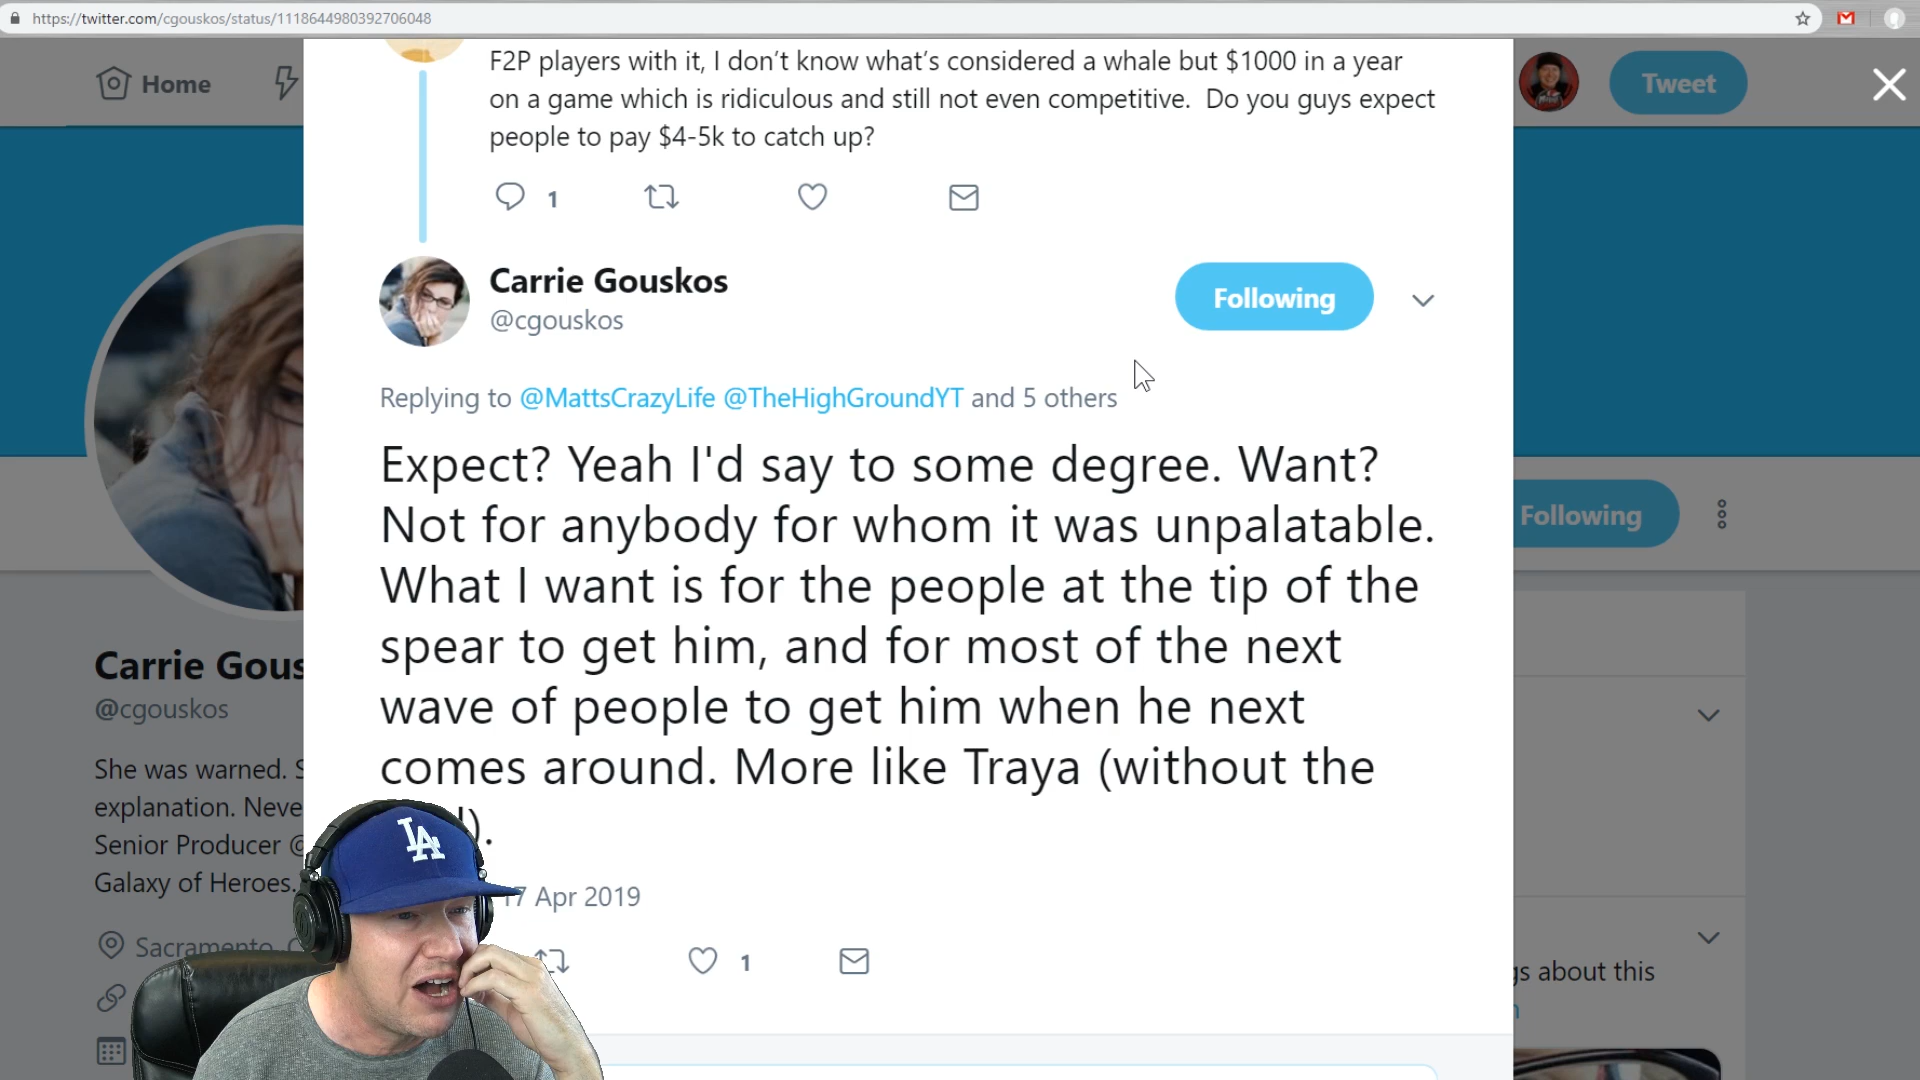 https://twitter.com/cgouskos/status/1118644980392706048
Home
Tweet
F2P players with it, I don't know what's considered a whale but $1000 in a year
on a game which is ridiculous and still not even competitive. Do you guys expect
people to pay $4-5k to catch up?
1
Carrie Gouskos
@cgouskos
Following
Replying to @MattsCrazyLife @TheHighGroundYT and 5 others
Expect? Yeah I'd say to some degree. Want?
Not for anybody for whom it was unpalatable.
What I want is for the people at the tip of the
spear to get him, and for most of the next
wave of people to get him when he next
comes around. More like Traya (without the
).
17 Apr 2019
1
Following
Carrie Gous
@cgouskos
She was warned.
explanation. Neve
Senior Producer @
Galaxy of Heroes.
Sacramento, C
gs about this
LA